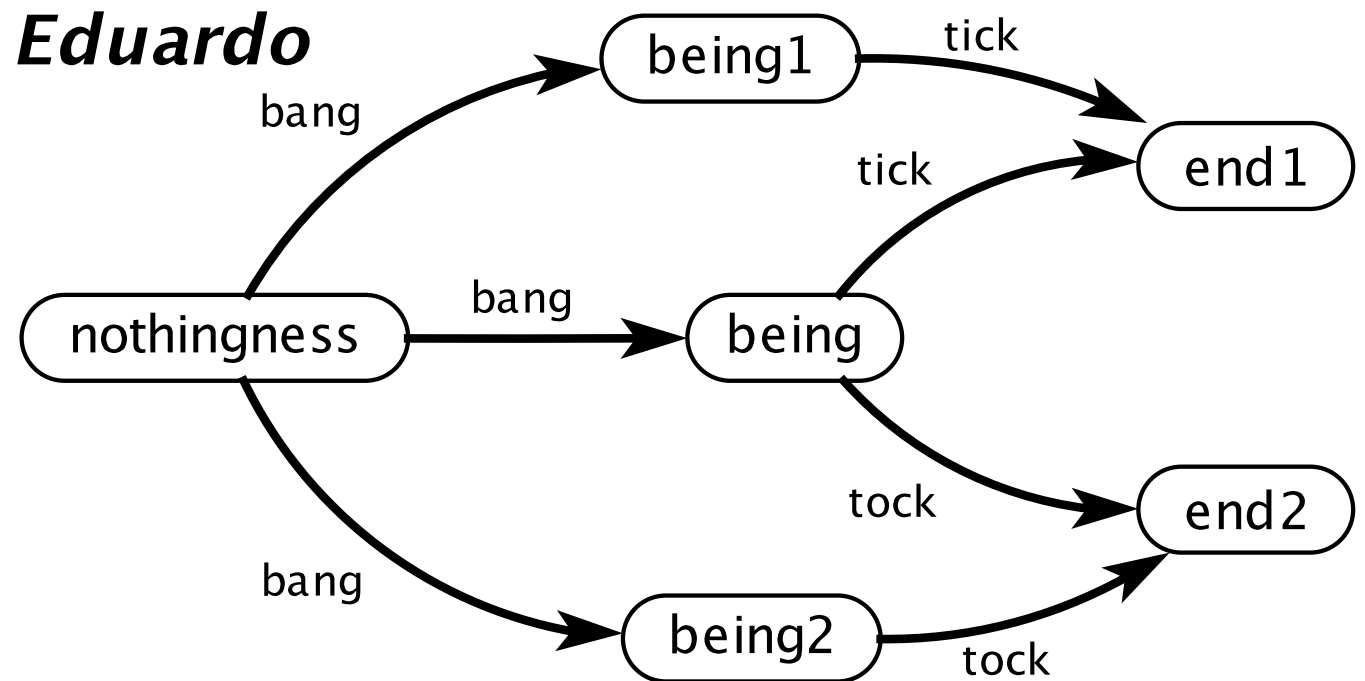 Eduardo
being1
tick
bang
tick
end1
bang
nothingness
being
tock
end2
bang
being2
tock